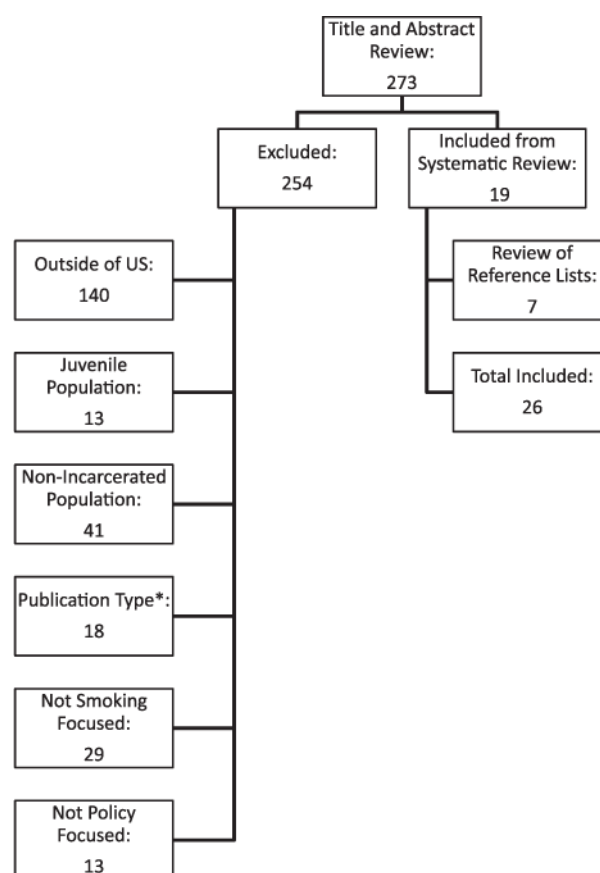 Title and Abstract
Review:
273
Excluded:
254
Included from
Systematic Review:
19
Outside of US:
140
Review of
Reference Lists:
7
Juvenile
Population:
13
Total Included:
26
Non-Incarcerated
Population:
41
Publication Type*:
18
Not Smoking
Focused:
29
Not Policy
Focused:
13